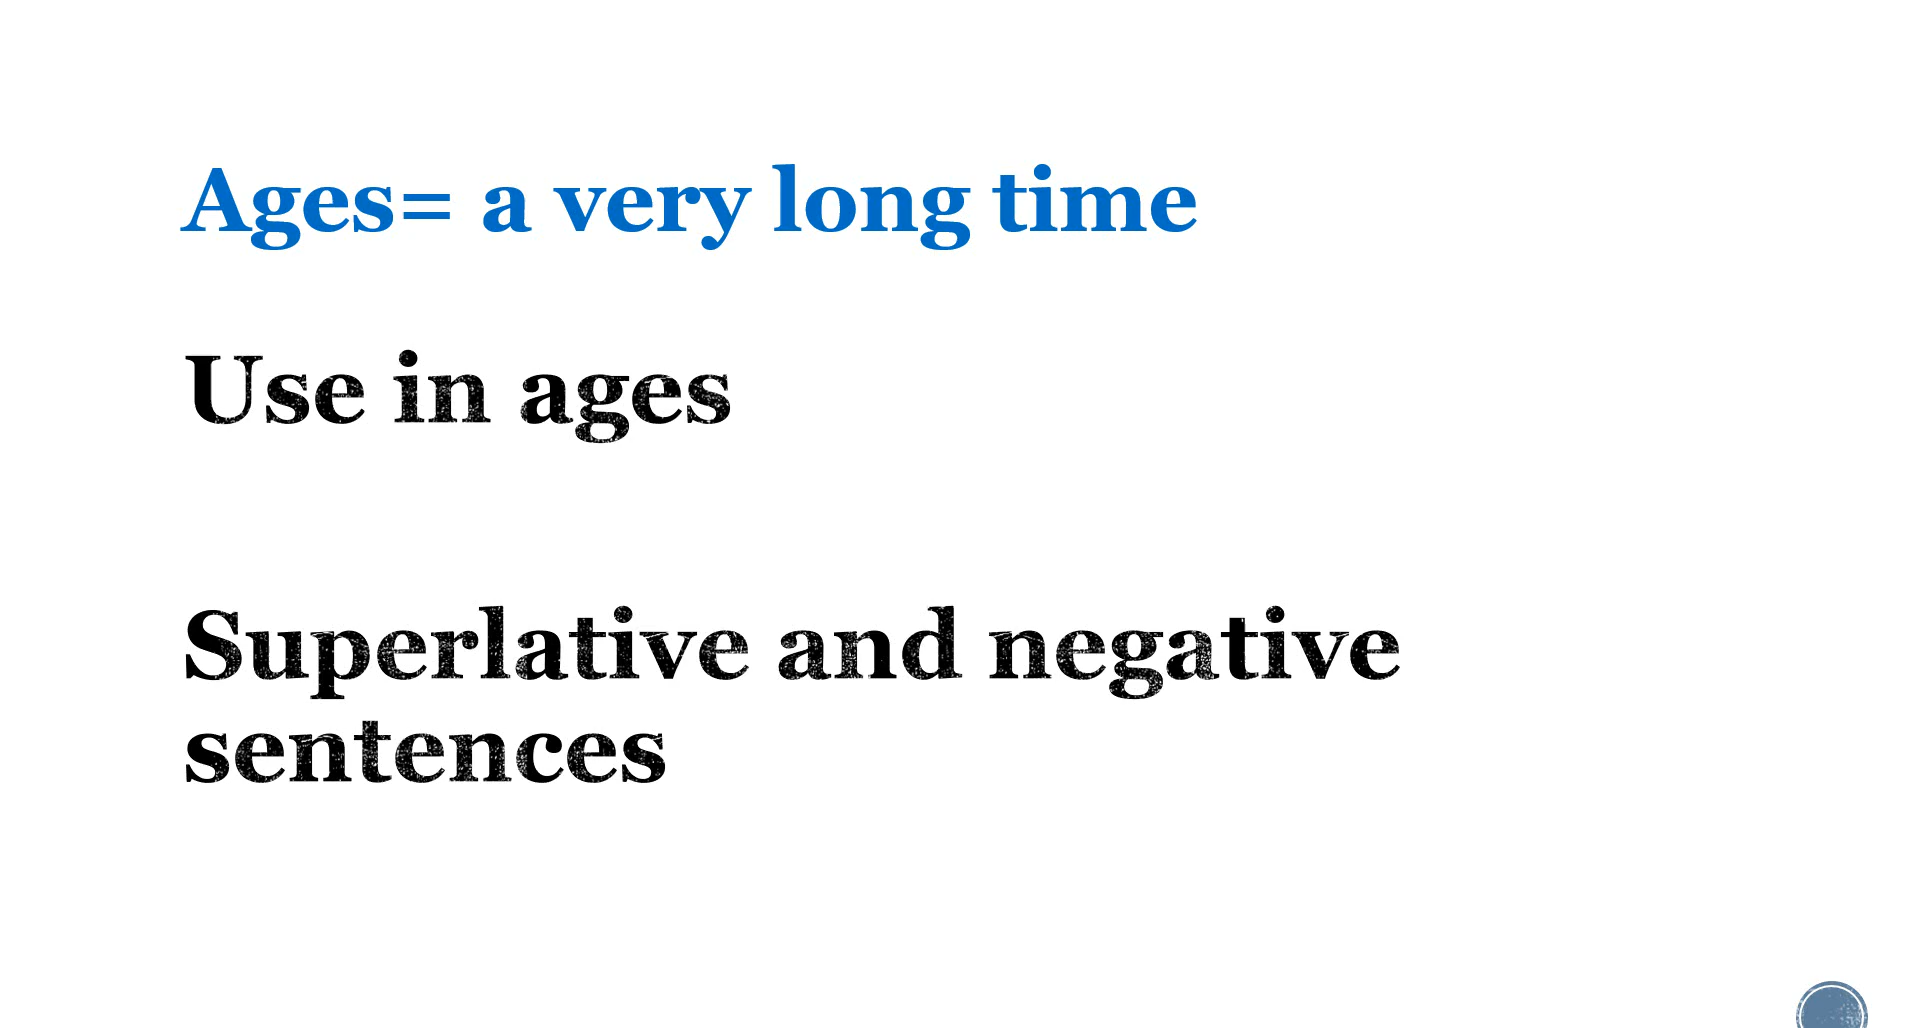 Ages= a very long time
Use in ages
Superlative and negative
sentences